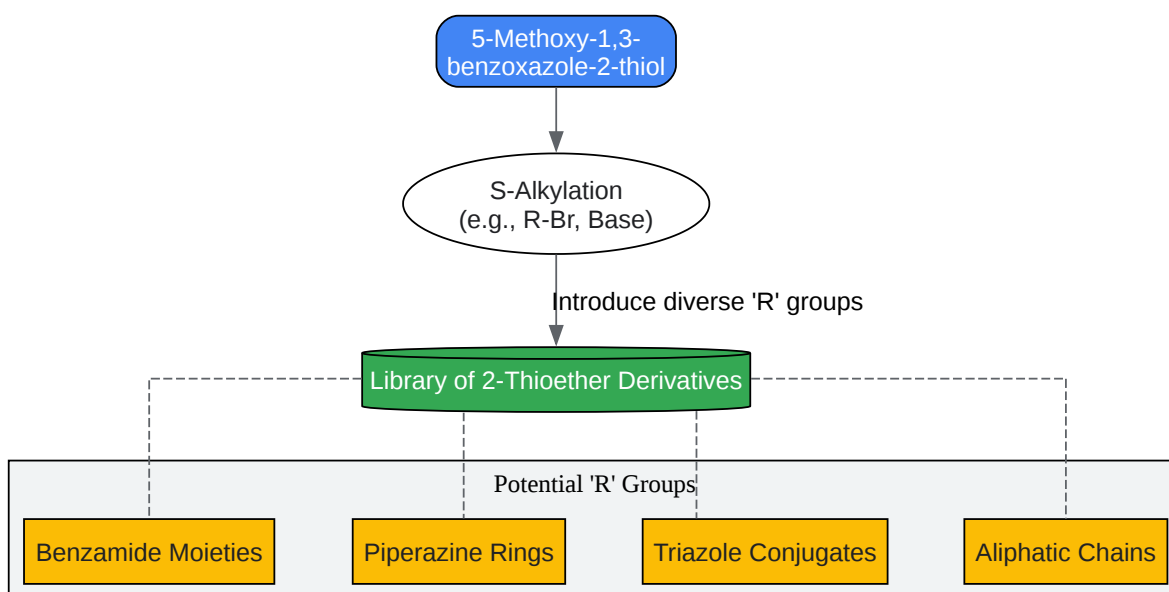 5-Methoxy-1,3-
benzoxazole-2-thiol
S-Alkylation
(e.g., R-Br, Base)
Introduce diverse 'R' groups
Library of 2-Thioether Derivatives
Potential 'R' Groups
Benzamide Moieties
Piperazine Rings
Triazole Conjugates
Aliphatic Chains